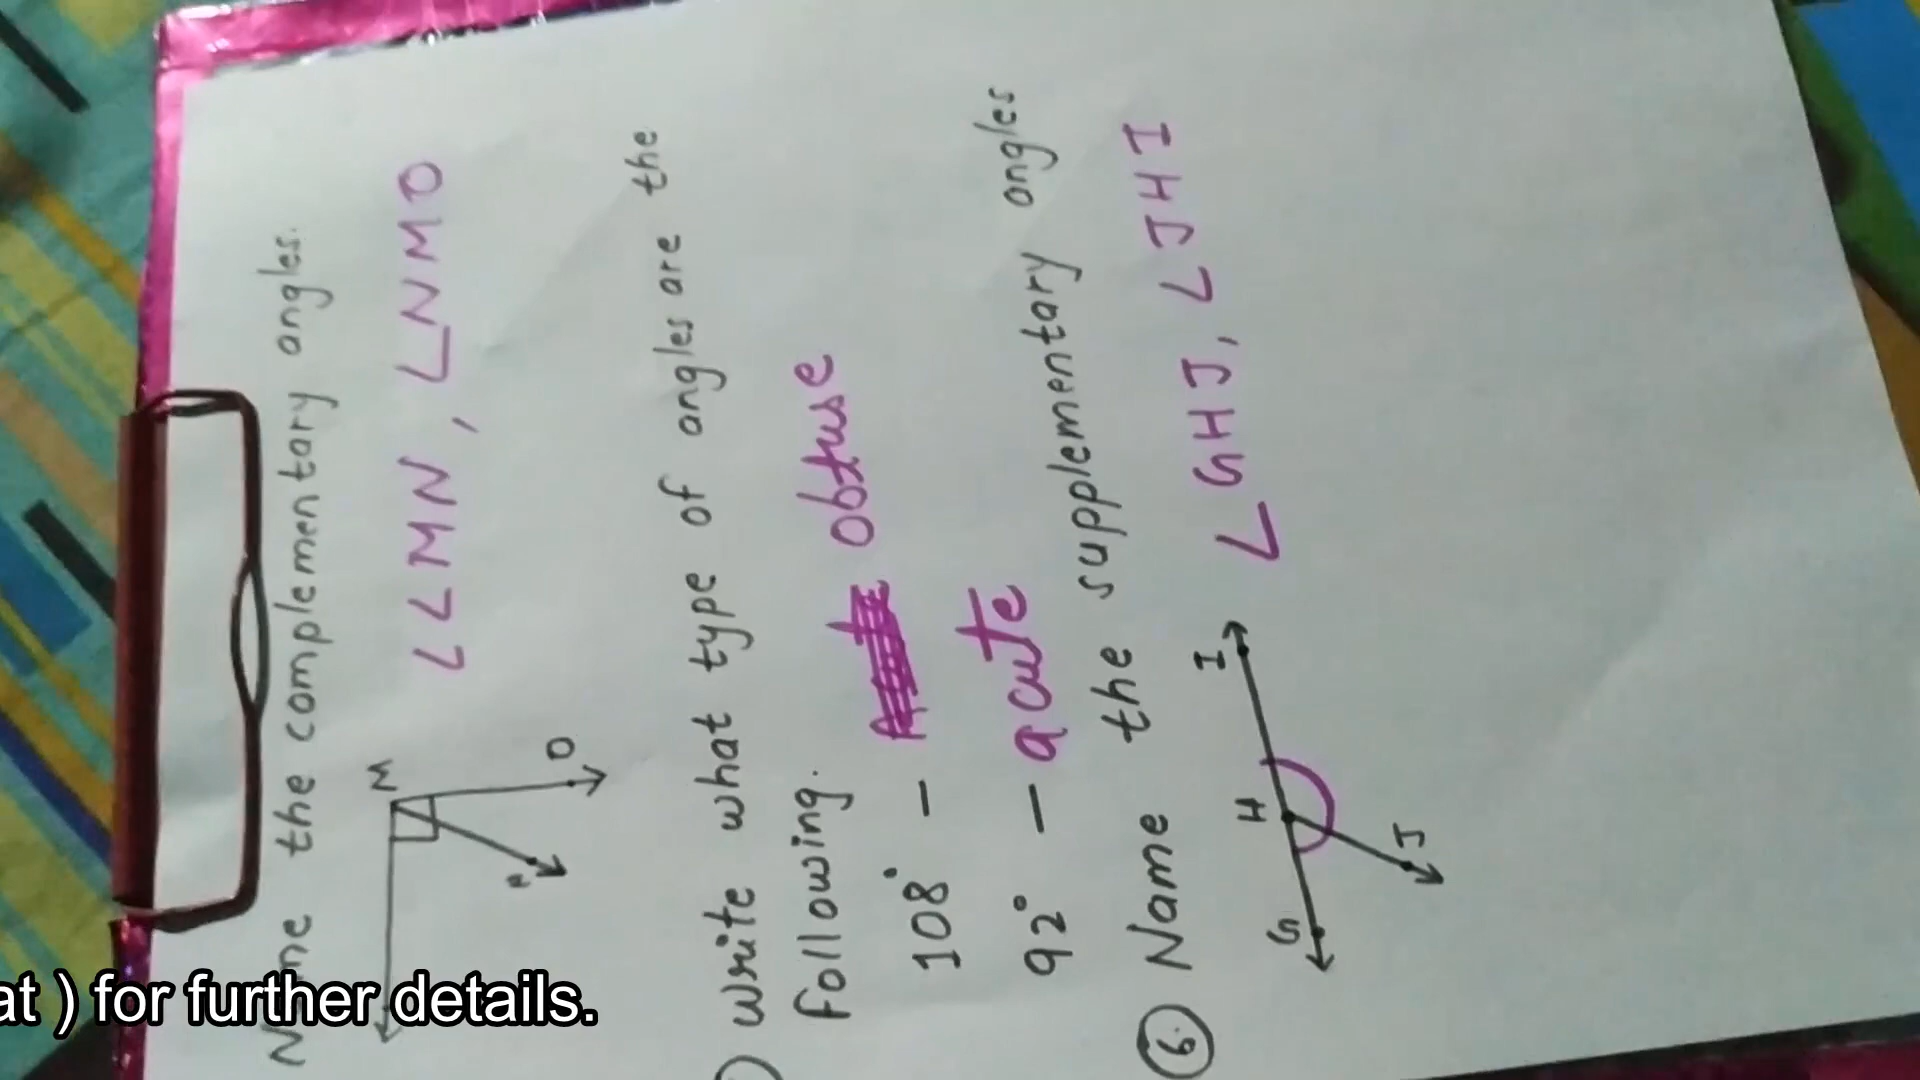 Name the complementary angles.
M
O
∠LMN, ∠NMO
write what type of angles are the
following.
108° - obtuse
92° - acute
6. Name the supplementary angles
G H I
J
∠GHJ, ∠JHI
at ) for further details.